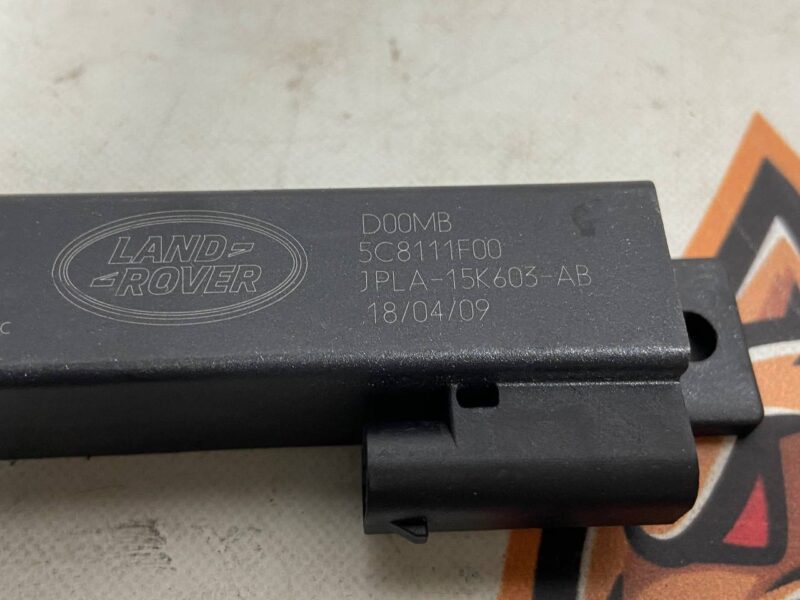 LAND-
-ROVER
D00MB
5C8111F00
JPLA-15K603-AB
18/04/09
C